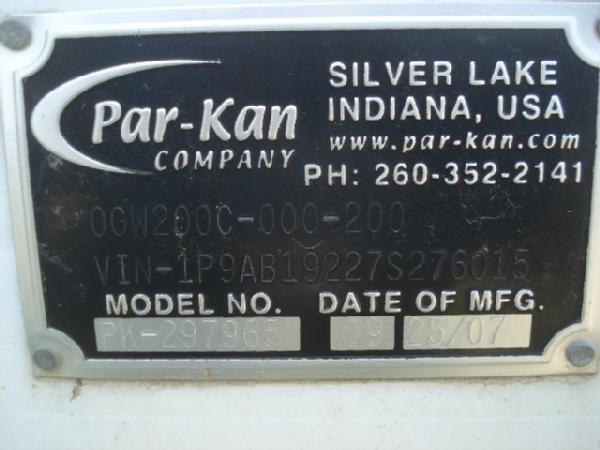 Par-Kan
COMPANY
SILVER LAKE
INDIANA, USA
www.par-kan.com
PH: 260-352-2141
OGW200C-000-200
VIN-1P9AB19227S276015
MODEL NO. DATE OF MFG.
PK-297965 09 25/07